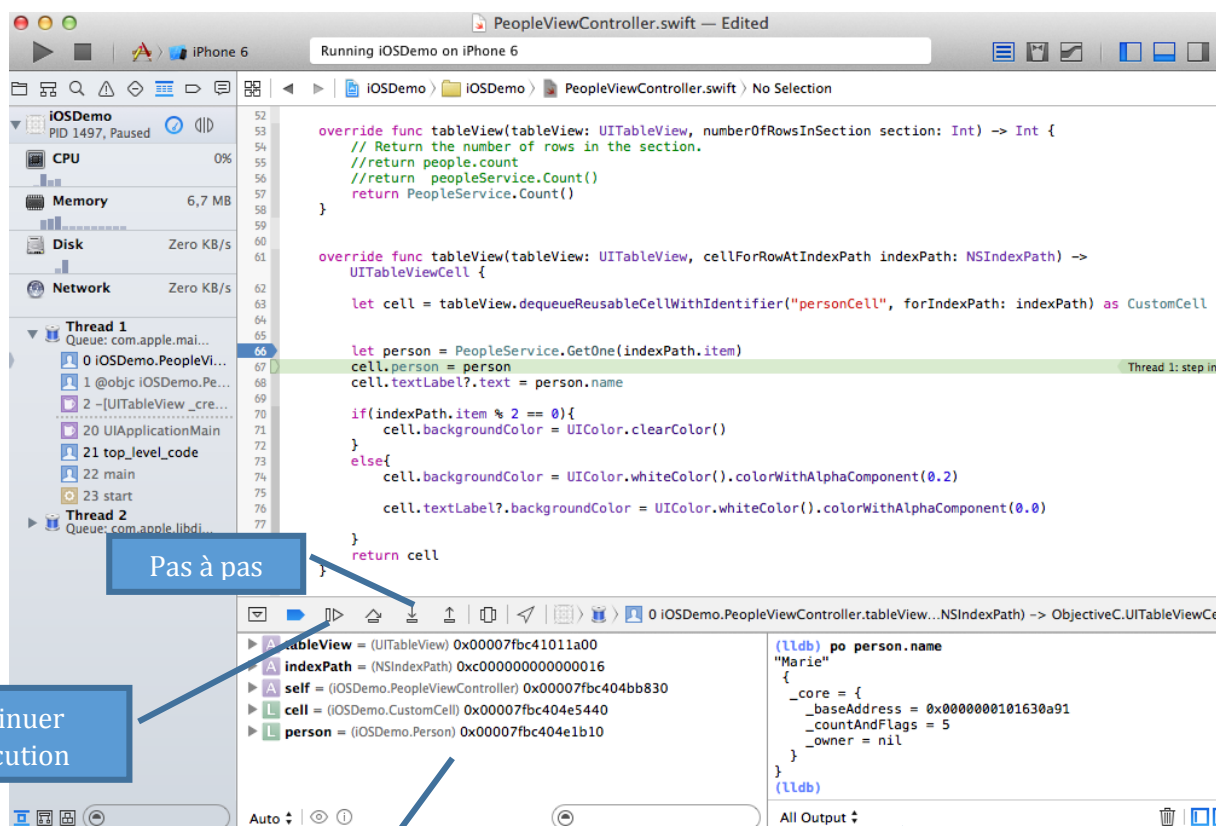 PeopleViewController.swift — Edited
iPhone 6
Running iOSDemo on iPhone 6
iOSDemo
iOSDemo
PeopleViewController.swift
No Selection
iOSDemo
PID 1497, Paused
CPU 0%
Memory 6,7 MB
Disk Zero KB/s
Network Zero KB/s
Thread 1
Queue: com.apple.mai...
0 iOSDemo.PeopleVi...
1 @objc iOSDemo.Pe...
2 -[UITableView _cre...
20 UIApplicationMain
21 top_level_code
22 main
23 start
Thread 2
Queue: com.apple.libdi...
52
53 override func tableView(tableView: UITableView, numberOfRowsInSection section: Int) -> Int {
54 // Return the number of rows in the section.
55 //return people.count
56 //return  peopleService.Count()
57 return PeopleService.Count()
58 }
59
60
61 override func tableView(tableView: UITableView, cellForRowAtIndexPath indexPath: NSIndexPath) ->
UITableViewCell {
62
63 let cell = tableView.dequeueReusableCellWithIdentifier("personCell", forIndexPath: indexPath) as CustomCell
64
65
66 let person = PeopleService.GetOne(indexPath.item)
67 cell.person = person Thread 1: step in
68 cell.textLabel?.text = person.name
69
70 if(indexPath.item % 2 == 0){
71 cell.backgroundColor = UIColor.clearColor()
72 }
73 else{
74 cell.backgroundColor = UIColor.whiteColor().colorWithAlphaComponent(0.2)
75
76 cell.textLabel?.backgroundColor = UIColor.whiteColor().colorWithAlphaComponent(0.0)
77
}
return cell
}
Pas à pas
0 iOSDemo.PeopleViewController.tableView...NSIndexPath) -> ObjectiveC.UITableViewCe
A tableView = (UITableView) 0x00007fbc41011a00
A indexPath = (NSIndexPath) 0xc000000000000016
A self = (iOSDemo.PeopleViewController) 0x00007fbc404bb830
L cell = (iOSDemo.CustomCell) 0x00007fbc404e5440
L person = (iOSDemo.Person) 0x00007fbc404e1b10
inuer
cution
(lldb) po person.name
"Marie"
{
_core = {
_baseAddress = 0x0000000101630a91
_countAndFlags = 5
_owner = nil
}
}
(lldb)
Auto
All Output